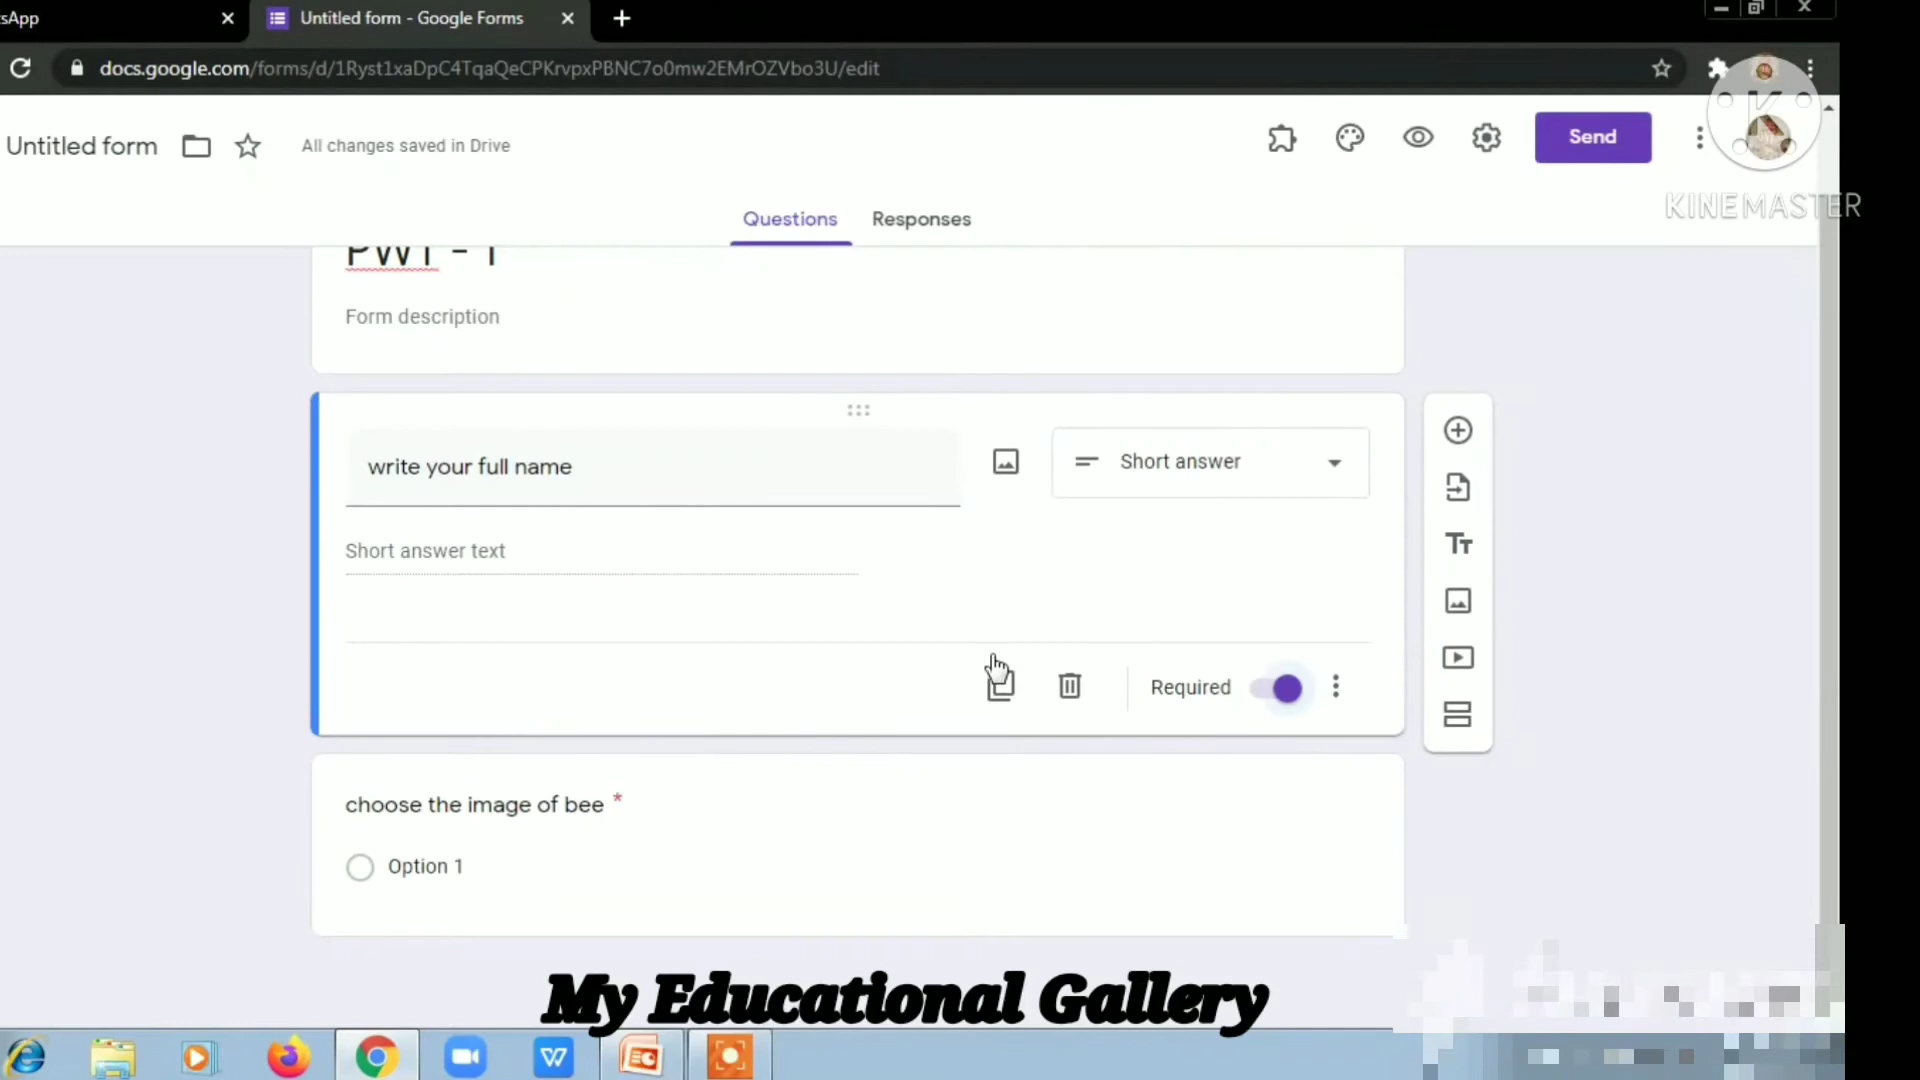 sApp
Untitled form - Google Forms
docs.google.com/forms/d/1Ryst1xaDpC4TqaQeCPKrvpxPBNC7o0mw2EMrOZVbo3U/edit
Untitled form
All changes saved in Drive
Send
KINEMASTER
Questions
Responses
PWT - 1
Form description
write your full name
Short answer
Short answer text
Required
choose the image of bee *
Option 1
My Educational Gallery